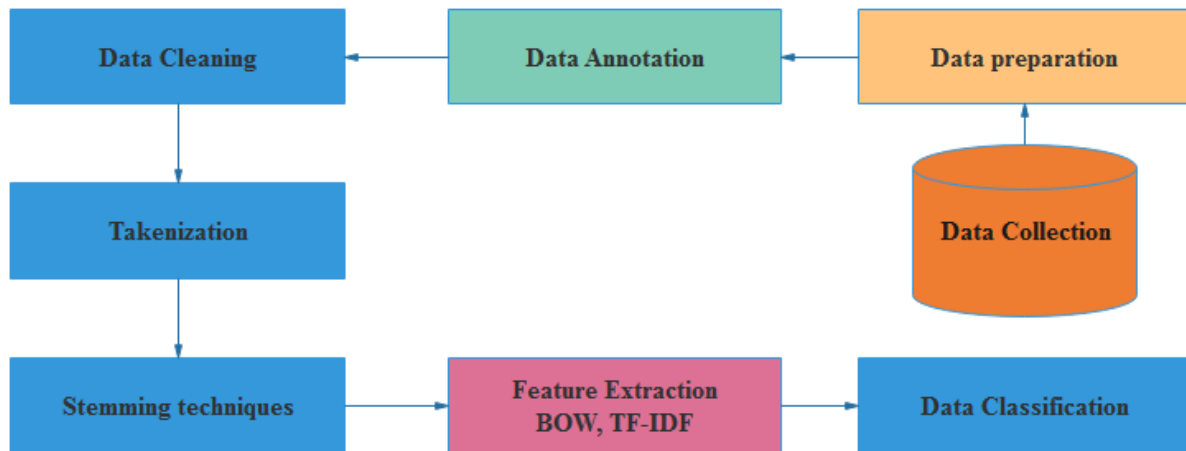 Data Cleaning
Data Annotation
Data preparation
Takenization
Data Collection
Stemming techniques
Feature Extraction
BOW, TF-IDF
Data Classification